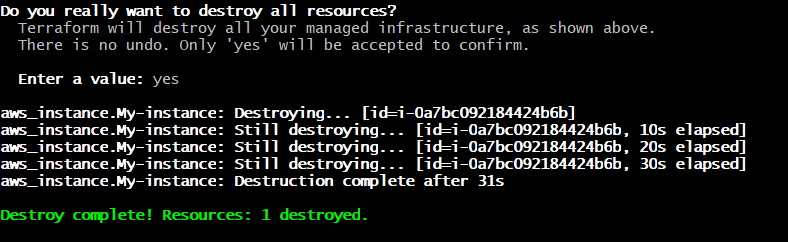 Do you really want to destroy all resources?
Terraform will destroy all your managed infrastructure, as shown above.
There is no undo. Only 'yes' will be accepted to confirm.
Enter a value: yes
aws_instance.My-instance: Destroying... [id=i-0a7bc092184424b6b]
aws_instance.My-instance: Still destroying... [id=i-0a7bc092184424b6b, 10s elapsed]
aws_instance.My-instance: Still destroying... [id=i-0a7bc092184424b6b, 20s elapsed]
aws_instance.My-instance: Still destroying... [id=i-0a7bc092184424b6b, 30s elapsed]
aws_instance.My-instance: Destruction complete after 31s
Destroy complete! Resources: 1 destroyed.